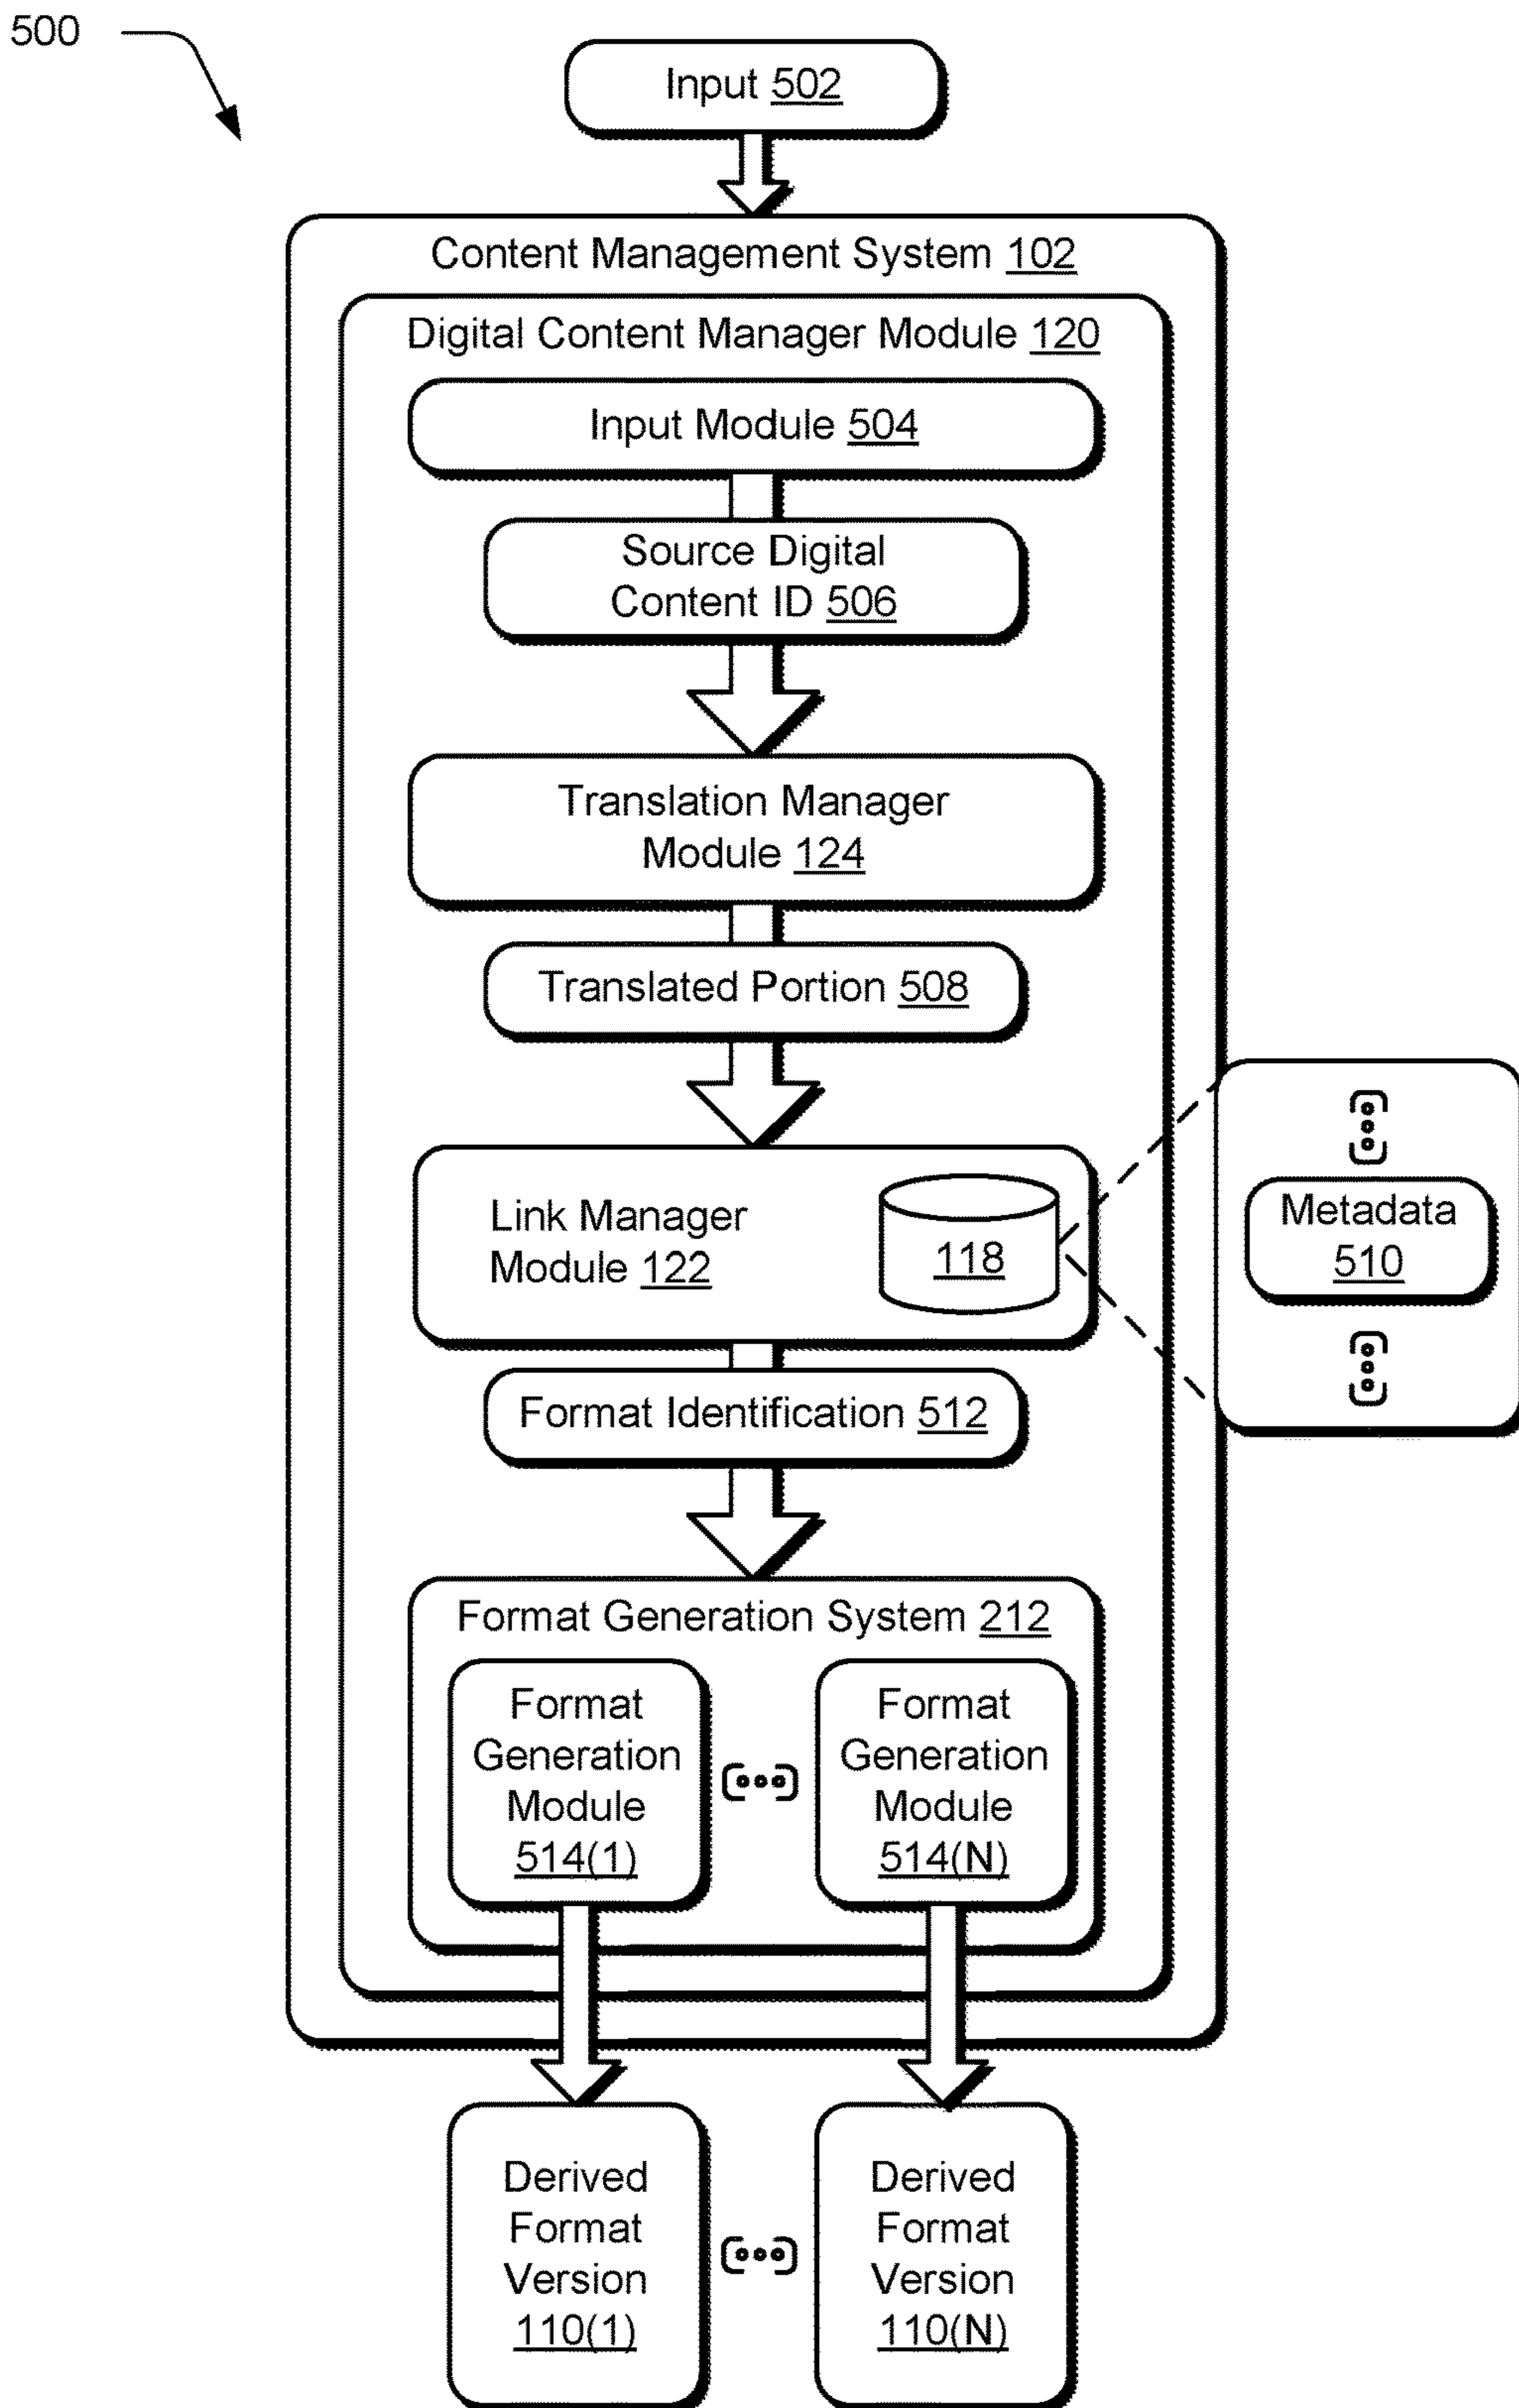 500
Input 502
Content Management System 102
Digital Content Manager Module 120
Input Module 504
Source Digital
Content ID 506
Translation Manager
Module 124
Translated Portion 508
Link Manager
Module 122
118
Metadata
510
Format Identification 512
Format Generation System 212
Format
Generation
Module
514(1)
Format
Generation
Module
514(N)
Derived
Format
Version
110(1)
Derived
Format
Version
110(N)